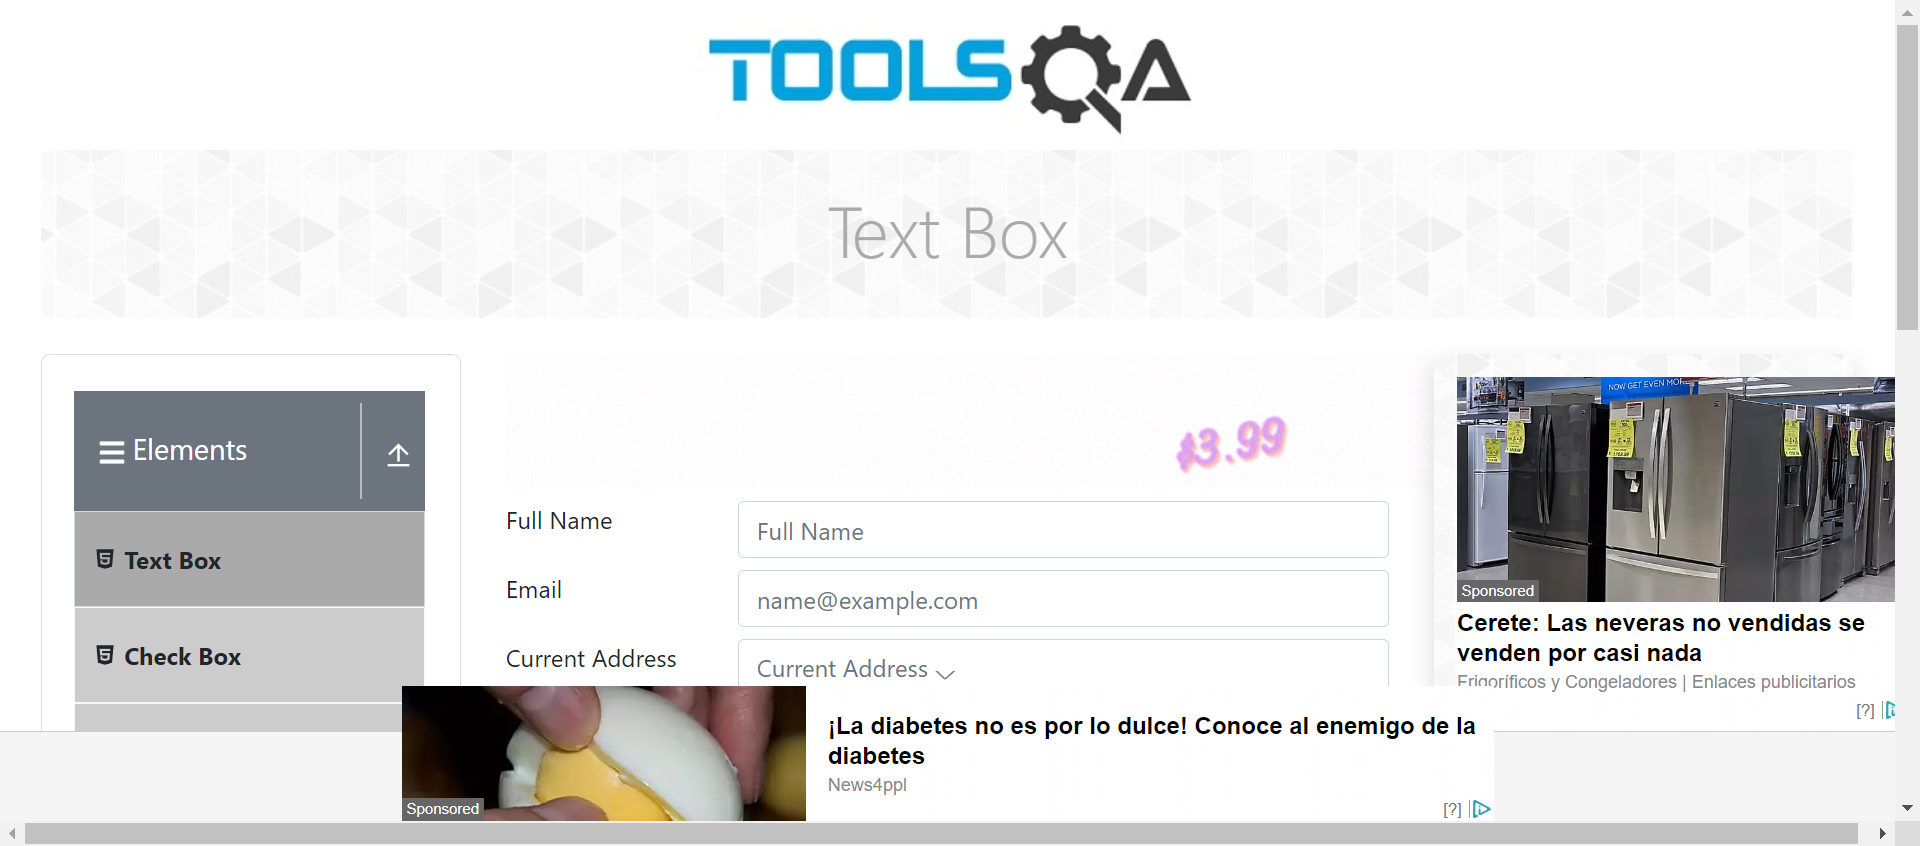 TOOLSQA
Text Box
Elements
Text Box
Check Box
$3.99
Full Name
Full Name
Email
name@example.com
Current Address
Current Address
NOW GET EVEN MOR
Sponsored
Cerete: Las neveras no vendidas se
venden por casi nada
Frigoríficos y Congeladores | Enlaces publicitarios
[?]
Sponsored
¡La diabetes no es por lo dulce! Conoce al enemigo de la
diabetes
News4ppl
[?]